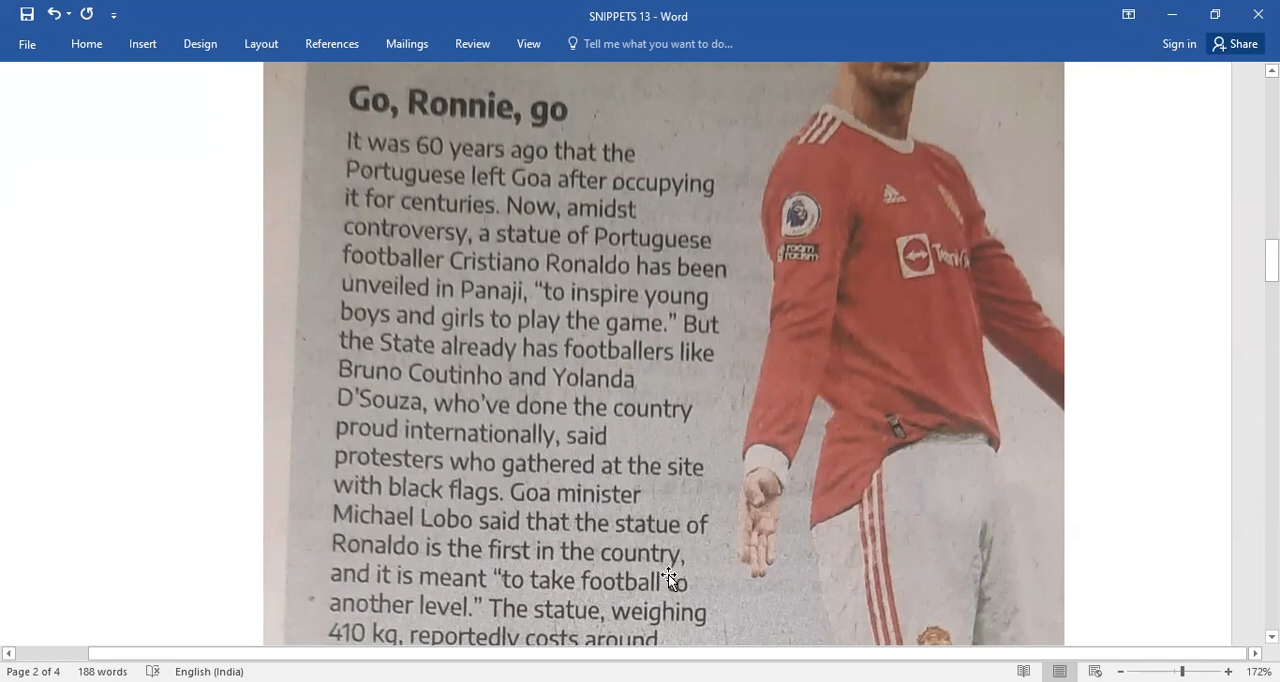 SNIPPETS 13 - Word
File Home Insert Design Layout References Mailings Review View Tell me what you want to do... Sign in Share
Go, Ronnie, go
It was 60 years ago that the
Portuguese left Goa after occupying
it for centuries. Now, amidst
controversy, a statue of Portuguese
footballer Cristiano Ronaldo has been
unveiled in Panaji, “to inspire young
boys and girls to play the game.” But
the State already has footballers like
Bruno Coutinho and Yolanda
D'Souza, who've done the country
proud internationally, said
protesters who gathered at the site
with black flags. Goa minister
Michael Lobo said that the statue of
Ronaldo is the first in the country,
and it is meant “to take football to
another level.” The statue, weighing
410 kg, reportedly costs around
Page 2 of 4 188 words English (India) 172%